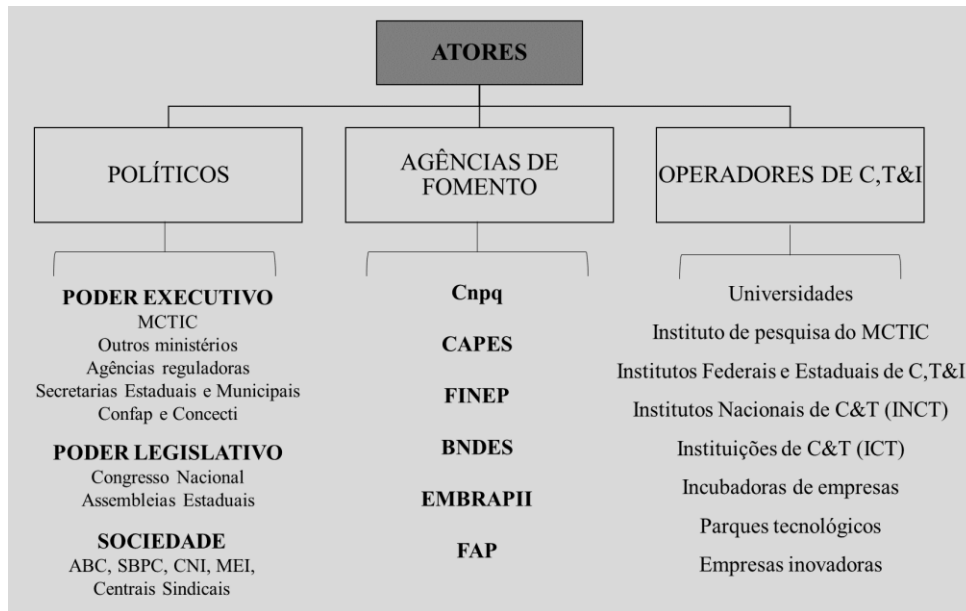 ATORES
POLÍTICOS
AGÊNCIAS DE
FOMENTO
OPERADORES DE C,T&I
PODER EXECUTIVO
MCTIC
Outros ministérios
Agências reguladoras
Secretarias Estaduais e Municipais
Confap e Concecti
PODER LEGISLATIVO
Congresso Nacional
Assembleias Estaduais
SOCIEDADE
ABC, SBPC, CNI, MEI,
Centrais Sindicais
Cnpq
CAPES
FINEP
BNDES
EMBRAPII
FAP
Universidades
Instituto de pesquisa do MCTIC
Institutos Federais e Estaduais de C,T&I
Institutos Nacionais de C&T (INCT)
Instituições de C&T (ICT)
Incubadoras de empresas
Parques tecnológicos
Empresas inovadoras